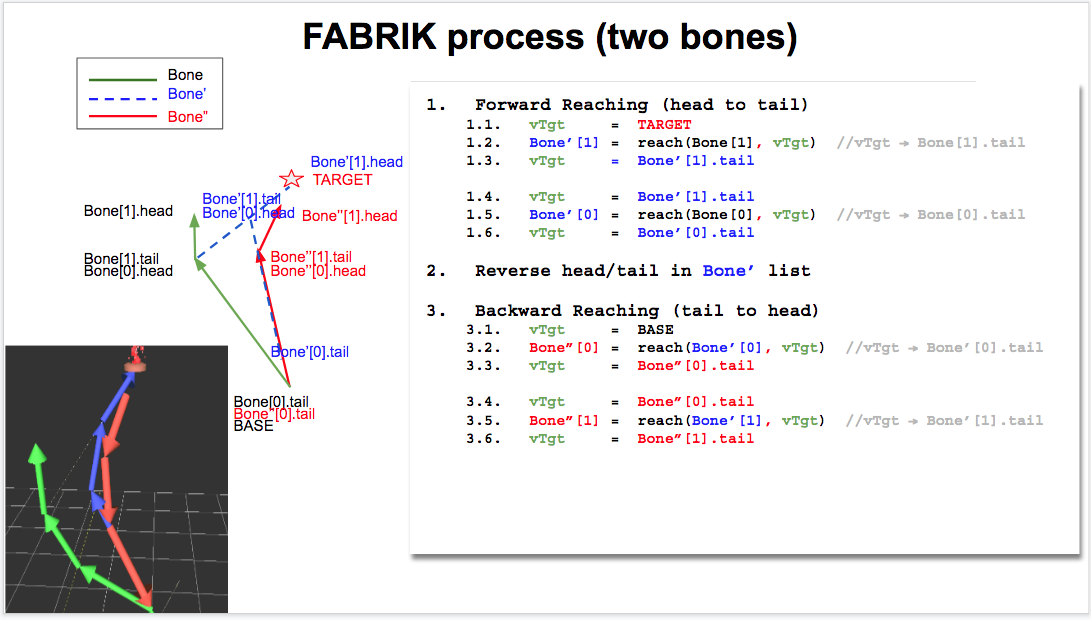 FABRIK process (two bones)
Bone
Bone'
Bone"
Bone'[1].head
TARGET
Bone'[1].tail
Bone'[0].head
Bone[1].head
Bone"[1].head
Bone[1].tail
Bone[0].head
Bone"[1].tail
Bone"[0].head
Bone'[0].tail
Bone[0].tail
Bone"[0].tail
BASE
1. Forward Reaching (head to tail)
1.1. vTgt = TARGET
1.2. Bone'[1] = reach(Bone[1], vTgt) //vTgt → Bone[1].tail
1.3. vTgt = Bone'[1].tail
1.4. vTgt = Bone'[1].tail
1.5. Bone'[0] = reach(Bone[0], vTgt) //vTgt → Bone[0].tail
1.6. vTgt = Bone'[0].tail
2. Reverse head/tail in Bone' list
3. Backward Reaching (tail to head)
3.1. vTgt = BASE
3.2. Bone"[0] = reach(Bone'[0], vTgt) //vTgt → Bone'[0].tail
3.3. vTgt = Bone"[0].tail
3.4. vTgt = Bone"[0].tail
3.5. Bone"[1] = reach(Bone'[1], vTgt) //vTgt → Bone'[1].tail
3.6. vTgt = Bone"[1].tail